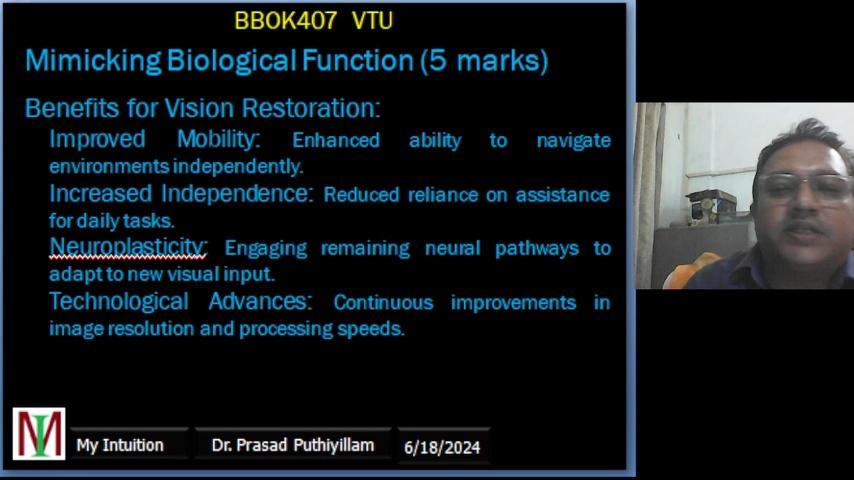 BBOK407 VTU
Mimicking Biological Function (5 marks)
Benefits for Vision Restoration:
Improved Mobility: Enhanced ability to navigate
environments independently.
Increased Independence: Reduced reliance on assistance
for daily tasks.
Neuroplasticity: Engaging remaining neural pathways to
adapt to new visual input.
Technological Advances: Continuous improvements in
image resolution and processing speeds.
MI
My Intuition
Dr. Prasad Puthiyillam
6/18/2024